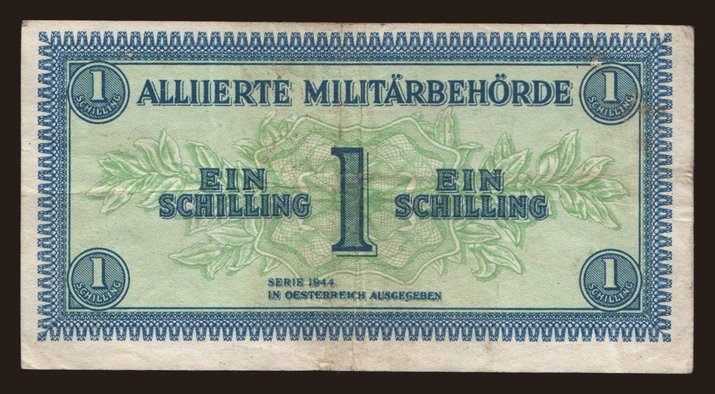 1 SCHILLING
1 SCHILLING
ALLIIERTE MILITÄRBEHÖRDE
EIN SCHILLING
1
EIN SCHILLING
SERIE 1944
IN OESTERREICH AUSGEGEBEN
1 SCHILLING
1 SCHILLING